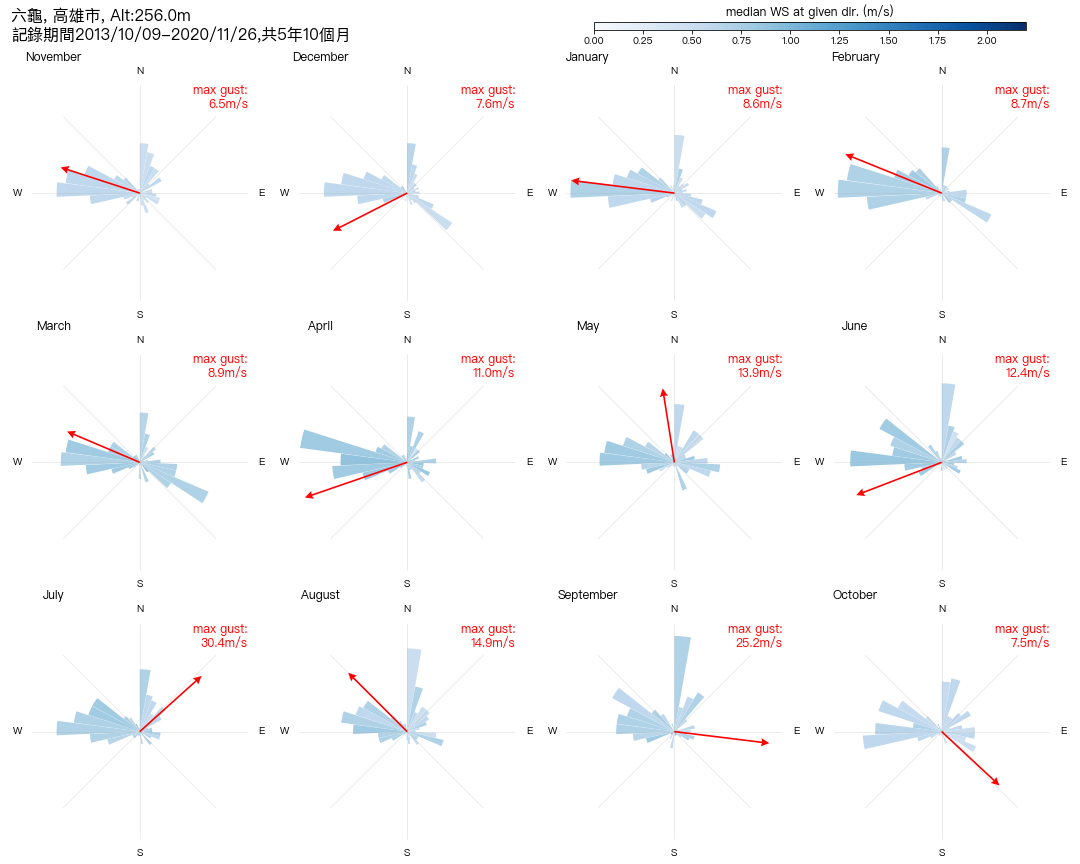 六龜, 高雄市, Alt:256.0m
記錄期間2013/10/09–2020/11/26,共5年10個月
median WS at given dir. (m/s)
0.00 0.25 0.50 0.75 1.00 1.25 1.50 1.75 2.00
November
N
max gust:
6.5m/s
W
E
S
December
N
max gust:
7.6m/s
W
E
S
January
N
max gust:
8.6m/s
W
E
S
February
N
max gust:
8.7m/s
W
E
S
March
N
max gust:
8.9m/s
W
E
S
April
N
max gust:
11.0m/s
W
E
S
May
N
max gust:
13.9m/s
W
E
S
June
N
max gust:
12.4m/s
W
E
S
July
N
max gust:
30.4m/s
W
E
S
August
N
max gust:
14.9m/s
W
E
S
September
N
max gust:
25.2m/s
W
E
S
October
N
max gust:
7.5m/s
W
E
S